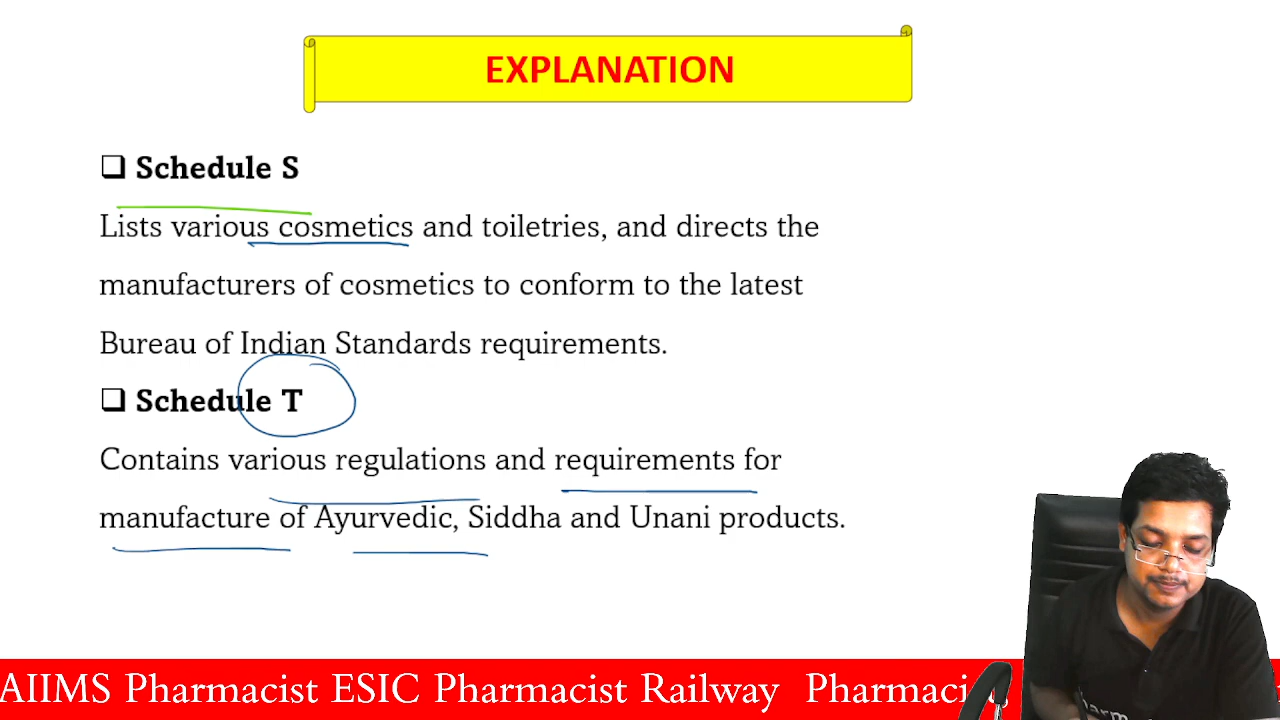 EXPLANATION
❑ Schedule S
Lists various cosmetics and toiletries, and directs the
manufacturers of cosmetics to conform to the latest
Bureau of Indian Standards requirements.
❑ Schedule T
Contains various regulations and requirements for
manufacture of Ayurvedic, Siddha and Unani products.
AIIMS Pharmacist ESIC Pharmacist Railway Pharmaci